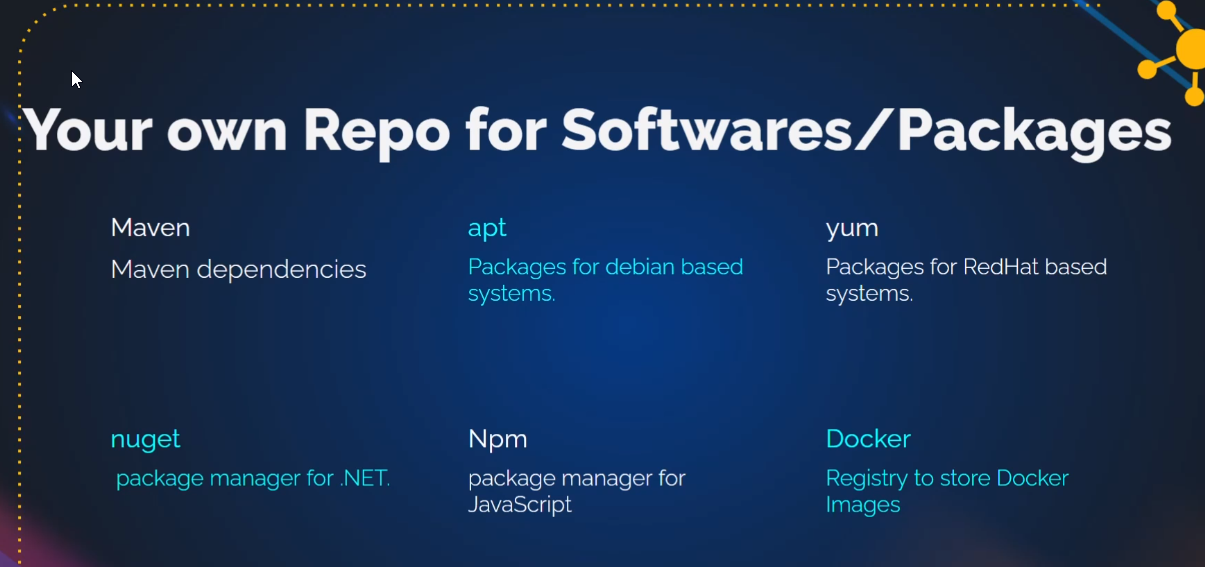 Your own Repo for Softwares/Packages
Maven
Maven dependencies
apt
Packages for debian based
systems.
yum
Packages for RedHat based
systems.
nuget
package manager for .NET.
Npm
package manager for
JavaScript
Docker
Registry to store Docker
Images